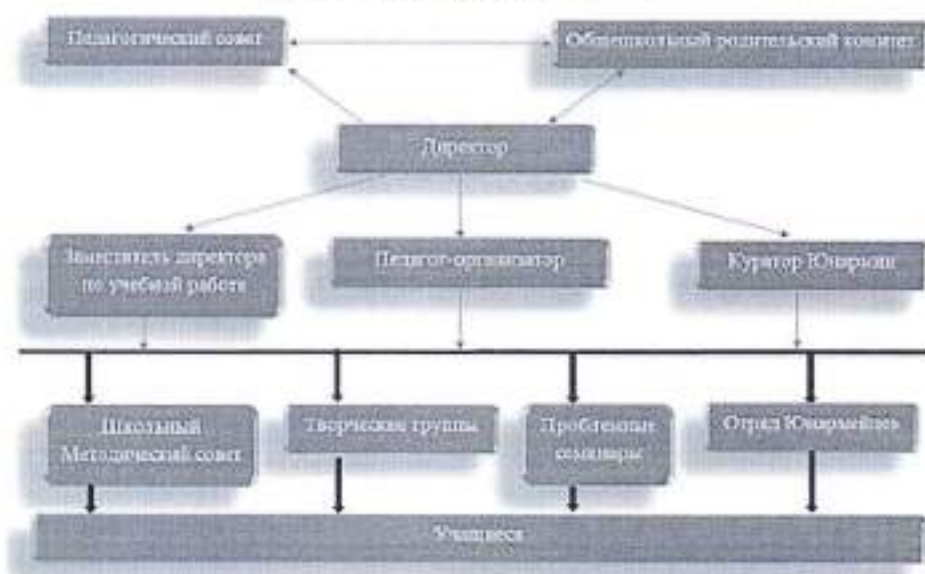 Педагогический совет
Общешкольный родительский комитет
Директор
Заместитель директора
по учебной работе
Педагог-организатор
Куратор Юнармии
Школьный
Методический совет
Творческие группы
Проблемные
семинары
Отряд Юнармейцев
Учащиеся